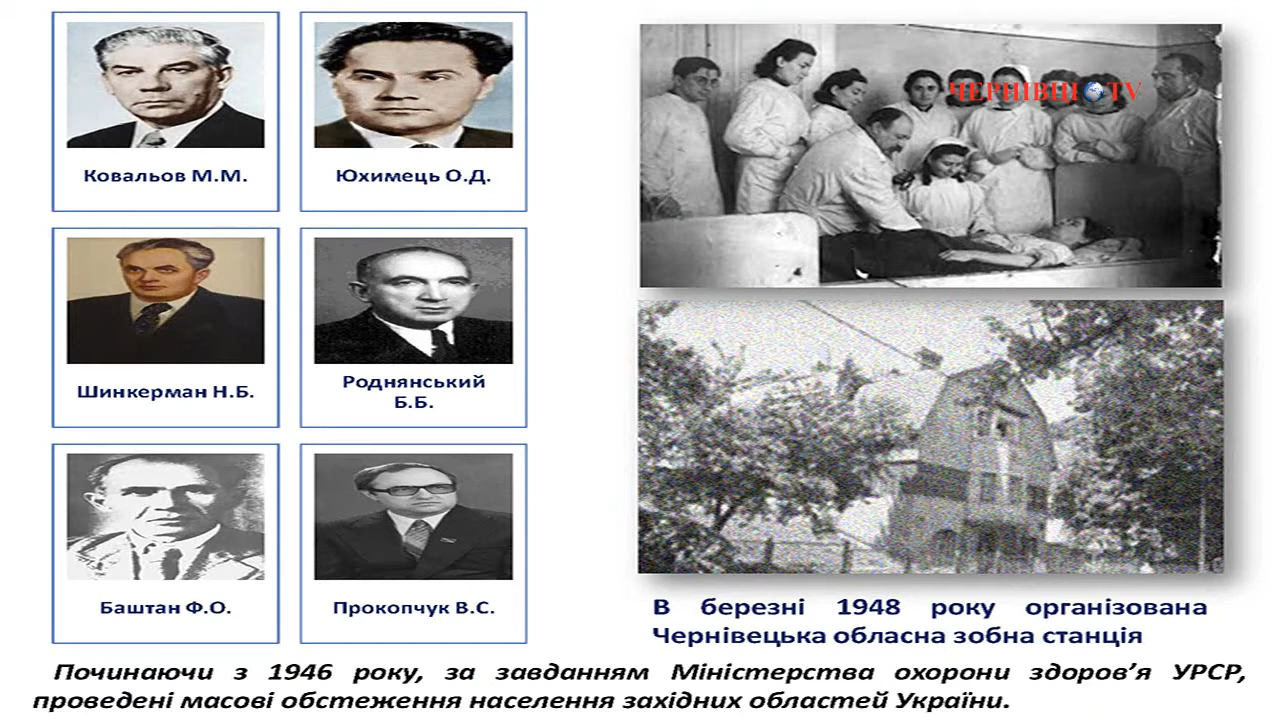 Ковальов М.М.
Юхимець О.Д.
Шинкерман Н.Б.
Роднянський
Б.Б.
Баштан Ф.О.
Прокопчук В.С.
ЧЕРНІВЦІ TV
В березні 1948 року організована
Чернівецька обласна зобна станція
Починаючи з 1946 року, за завданням Міністерства охорони здоров’я УРСР,
проведені масові обстеження населення західних областей України.